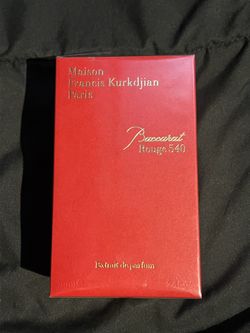 Maison
Francis Kurkdjian
Paris
Baccarat
Rouge 540
Extrait de parfum